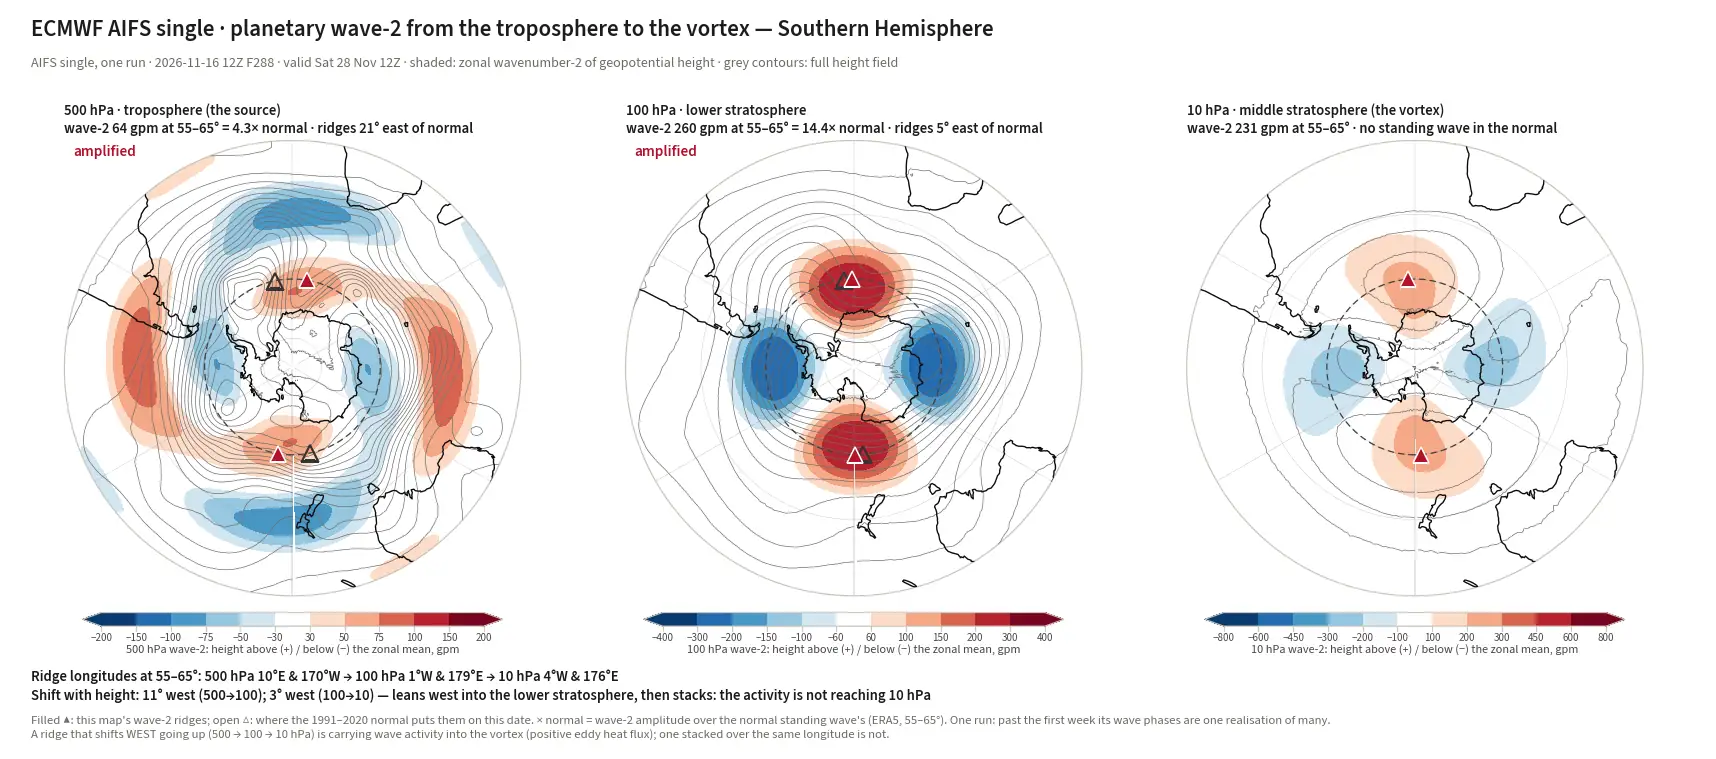 ECMWF AIFS single · planetary wave-2 from the troposphere to the vortex — Southern Hemisphere
AIFS single, one run · 2026-11-16 12Z F288 · valid Sat 28 Nov 12Z · shaded: zonal wavenumber-2 of geopotential height · grey contours: full height field
500 hPa · troposphere (the source)
wave-2 64 gpm at 55–65° = 4.3× normal · ridges 21° east of normal
amplified
100 hPa · lower stratosphere
wave-2 260 gpm at 55–65° = 14.4× normal · ridges 5° east of normal
amplified
10 hPa · middle stratosphere (the vortex)
wave-2 231 gpm at 55–65° · no standing wave in the normal
−200 −150 −100 −75 −50 −30 30 50 75 100 150 200
500 hPa wave-2: height above (+) / below (−) the zonal mean, gpm
−400 −300 −200 −150 −100 −60 60 100 150 200 300 400
100 hPa wave-2: height above (+) / below (−) the zonal mean, gpm
−800 −600 −450 −300 −200 −100 100 200 300 450 600 800
10 hPa wave-2: height above (+) / below (−) the zonal mean, gpm
Ridge longitudes at 55–65°: 500 hPa 10°E & 170°W → 100 hPa 1°W & 179°E → 10 hPa 4°W & 176°E
Shift with height: 11° west (500→100); 3° west (100→10) — leans west into the lower stratosphere, then stacks: the activity is not reaching 10 hPa
Filled ▲: this map's wave-2 ridges; open △: where the 1991–2020 normal puts them on this date. × normal = wave-2 amplitude over the normal standing wave's (ERA5, 55–65°). One run: past the first week its wave phases are one realisation of many.
A ridge that shifts WEST going up (500 → 100 → 10 hPa) is carrying wave activity into the vortex (positive eddy heat flux); one stacked over the same longitude is not.